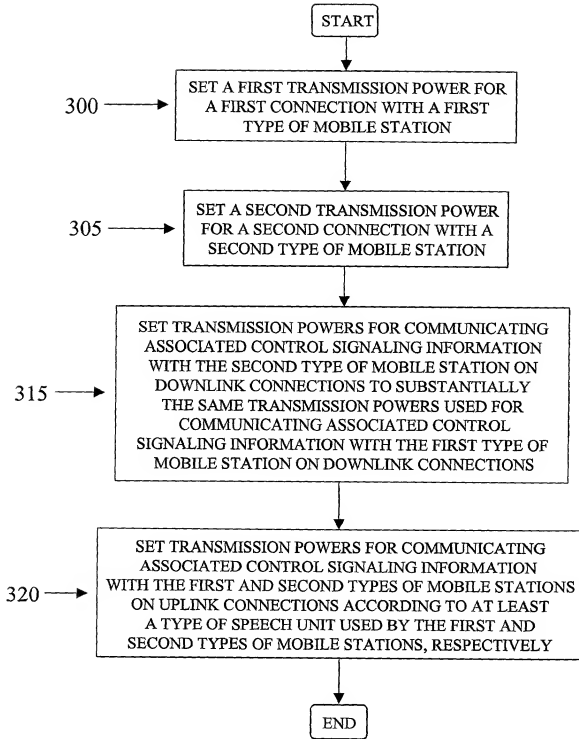 START
300
SET A FIRST TRANSMISSION POWER FOR
A FIRST CONNECTION WITH A FIRST
TYPE OF MOBILE STATION
305
SET A SECOND TRANSMISSION POWER
FOR A SECOND CONNECTION WITH A
SECOND TYPE OF MOBILE STATION
315
SET TRANSMISSION POWERS FOR COMMUNICATING
ASSOCIATED CONTROL SIGNALING INFORMATION
WITH THE SECOND TYPE OF MOBILE STATION ON
DOWNLINK CONNECTIONS TO SUBSTANTIALLY
THE SAME TRANSMISSION POWERS USED FOR
COMMUNICATING ASSOCIATED CONTROL
SIGNALING INFORMATION WITH THE FIRST TYPE OF
MOBILE STATION ON DOWNLINK CONNECTIONS
320
SET TRANSMISSION POWERS FOR COMMUNICATING
ASSOCIATED CONTROL SIGNALING INFORMATION
WITH THE FIRST AND SECOND TYPES OF MOBILE STATIONS
ON UPLINK CONNECTIONS ACCORDING TO AT LEAST
A TYPE OF SPEECH UNIT USED BY THE FIRST AND
SECOND TYPES OF MOBILE STATIONS, RESPECTIVELY
END